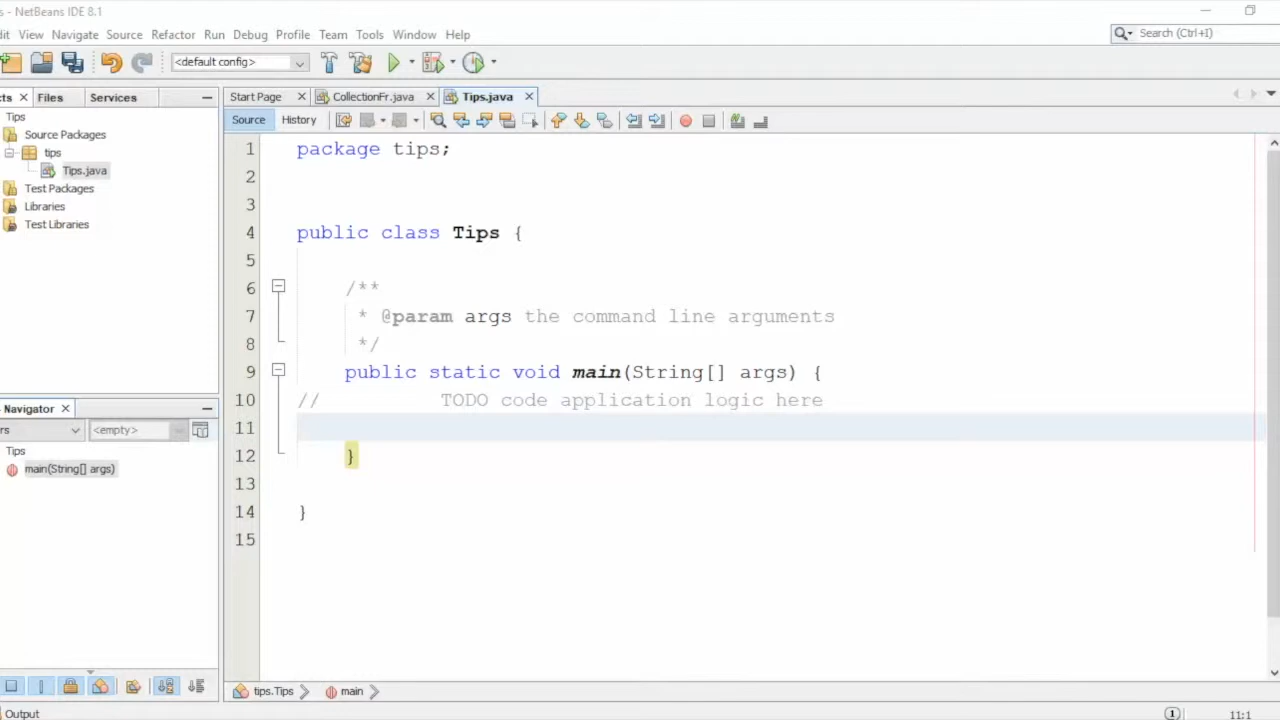 s - NetBeans IDE 8.1
dit View Navigate Source Refactor Run Debug Profile Team Tools Window Help
Search (Ctrl+I)
<default config>
cts Files Services
Start Page CollectionFr.java Tips.java
Source History
Tips
Source Packages
tips
Tips.java
Test Packages
Libraries
Test Libraries
1 package tips;
2
3
4 public class Tips {
5
6 /**
7 * @param args the command line arguments
8 */
9 public static void main(String[] args) {
10 // TODO code application logic here
11
12 }
13
14 }
15
Navigator
rs <empty>
Tips
main(String[] args)
tips.Tips main
Output
1 11:1